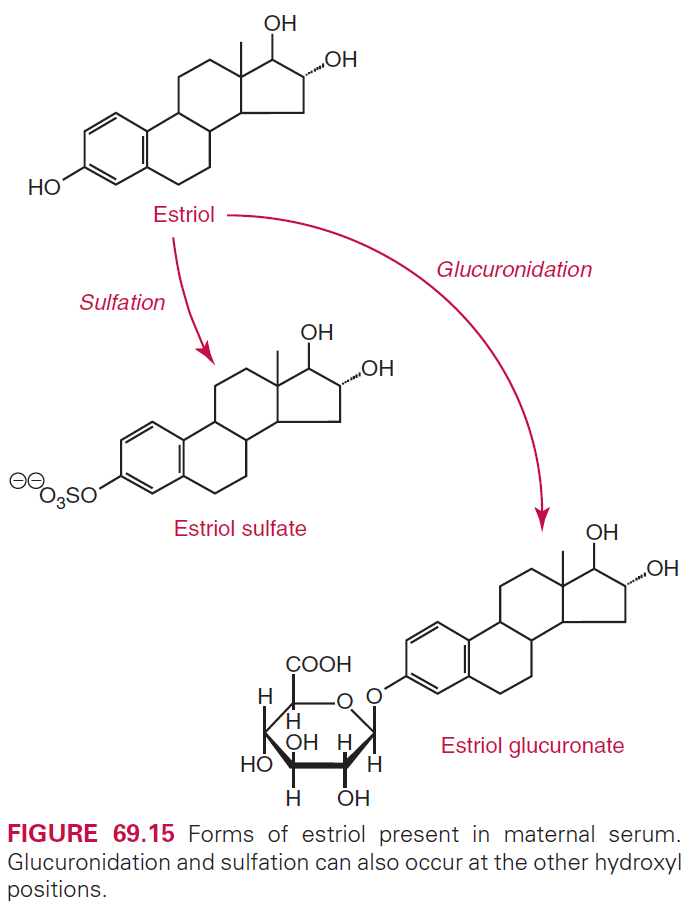 OH
OH
HO
Estriol
Glucuronidation
Sulfation
OH
OH
⊖⊖O₃SO
Estriol sulfate
OH
OH
COOH
H
O
O
H
OH
H
Estriol glucuronate
HO
H
H
OH
FIGURE 69.15 Forms of estriol present in maternal serum.
Glucuronidation and sulfation can also occur at the other hydroxyl
positions.